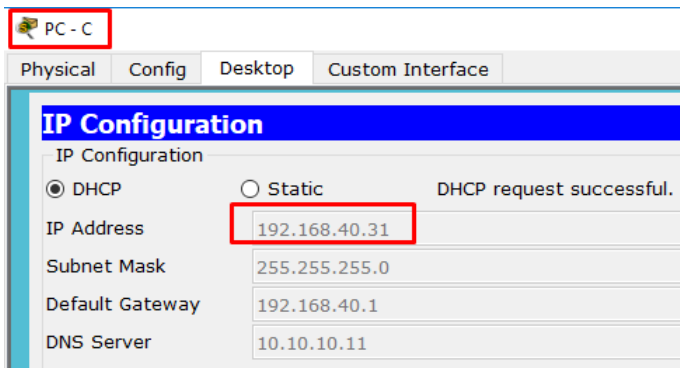 PC - C
Physical Config Desktop Custom Interface
IP Configuration
IP Configuration
DHCP Static DHCP request successful.
IP Address 192.168.40.31
Subnet Mask 255.255.255.0
Default Gateway 192.168.40.1
DNS Server 10.10.10.11